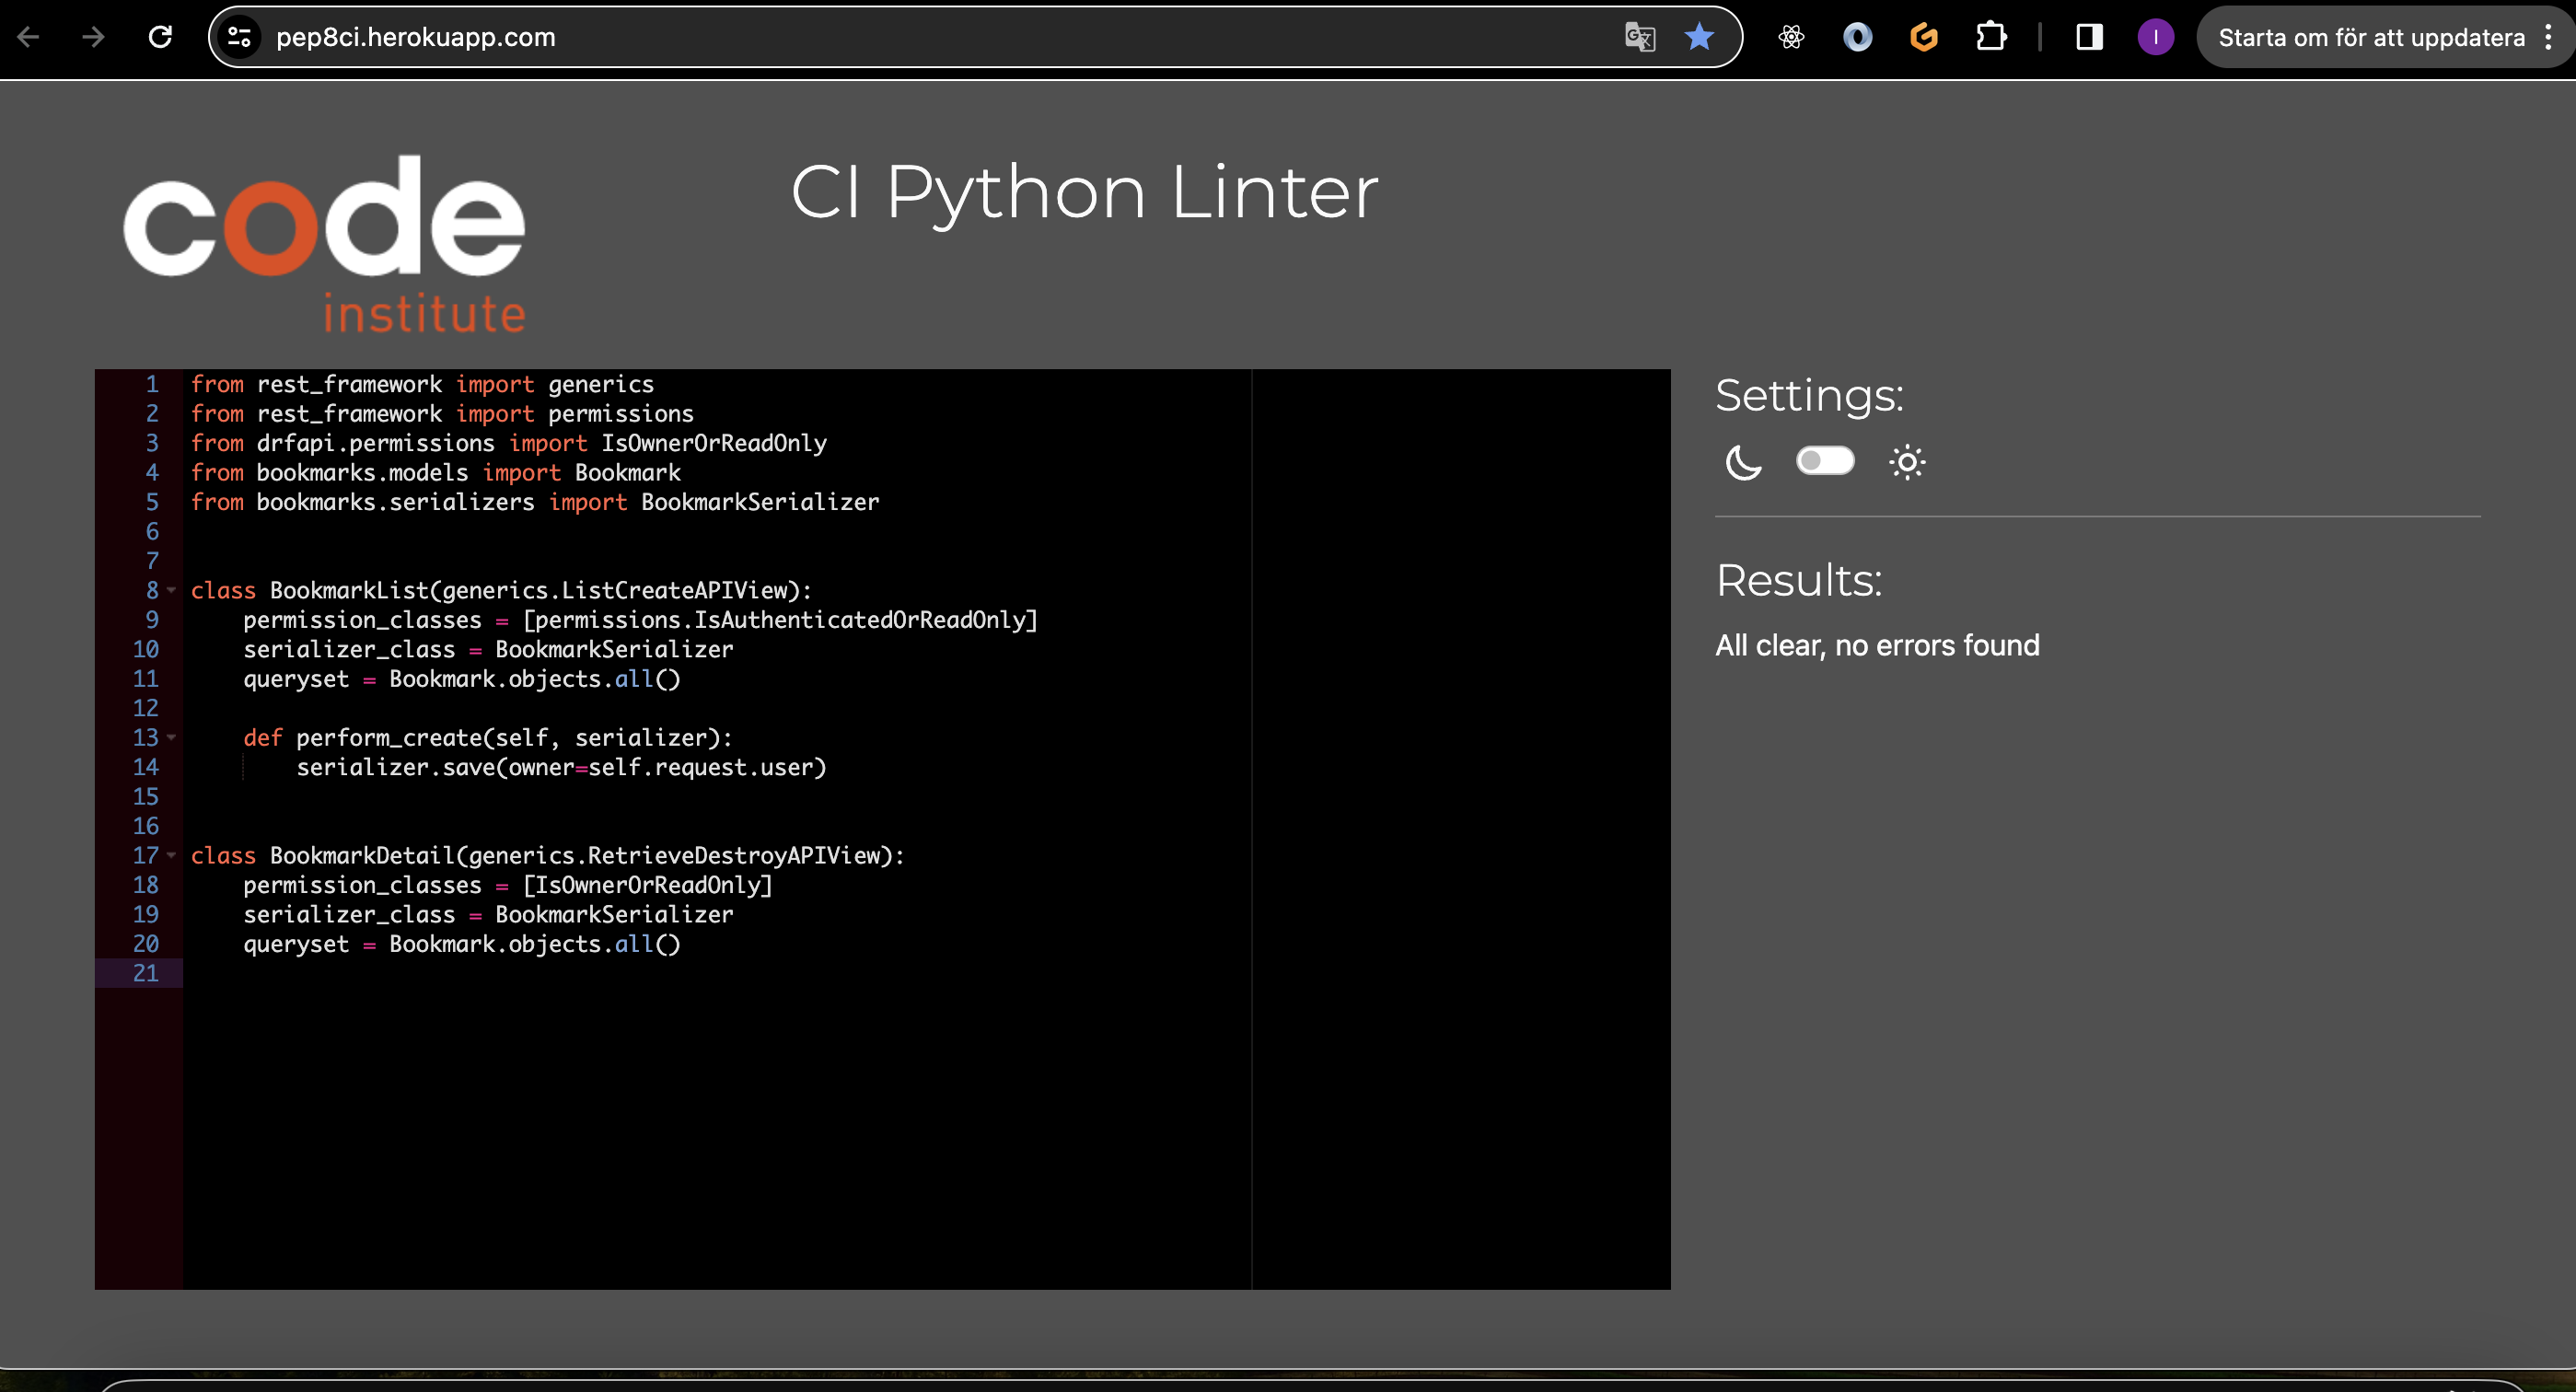 pep8ci.herokuapp.com
I
Starta om för att uppdatera
code
institute
CI Python Linter
1 from rest_framework import generics
2 from rest_framework import permissions
3 from drfapi.permissions import IsOwnerOrReadOnly
4 from bookmarks.models import Bookmark
5 from bookmarks.serializers import BookmarkSerializer
6
7
8 class BookmarkList(generics.ListCreateAPIView):
9     permission_classes = [permissions.IsAuthenticatedOrReadOnly]
10     serializer_class = BookmarkSerializer
11     queryset = Bookmark.objects.all()
12
13     def perform_create(self, serializer):
14         serializer.save(owner=self.request.user)
15
16
17 class BookmarkDetail(generics.RetrieveDestroyAPIView):
18     permission_classes = [IsOwnerOrReadOnly]
19     serializer_class = BookmarkSerializer
20     queryset = Bookmark.objects.all()
21
Settings:
Results:
All clear, no errors found